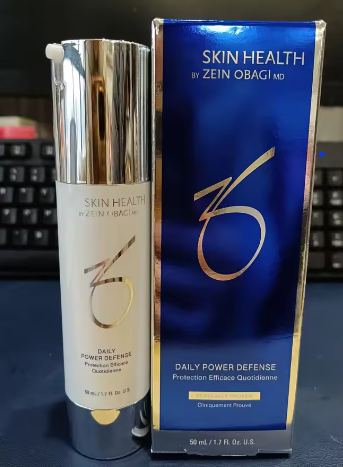 SKIN HEALTH
BY ZEIN OBAGI MD
DAILY
POWER DEFENSE
Protection Efficace
Quotidienne
50 mL / 1.7 Fl. Oz. U.S.
SKIN HEALTH
BY ZEIN OBAGI MD
DAILY POWER DEFENSE
Protection Efficace Quotidienne
Cliniquement Prouvé
50 mL / 1.7 Fl. Oz. U.S.